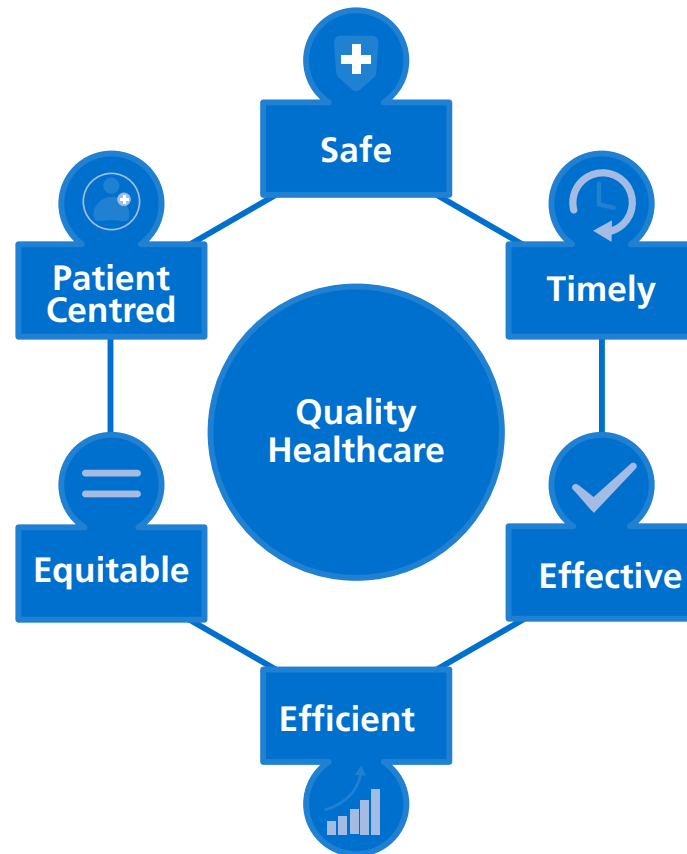 Safe
Patient
Centred
Timely
Quality
Healthcare
Equitable
Effective
Efficient